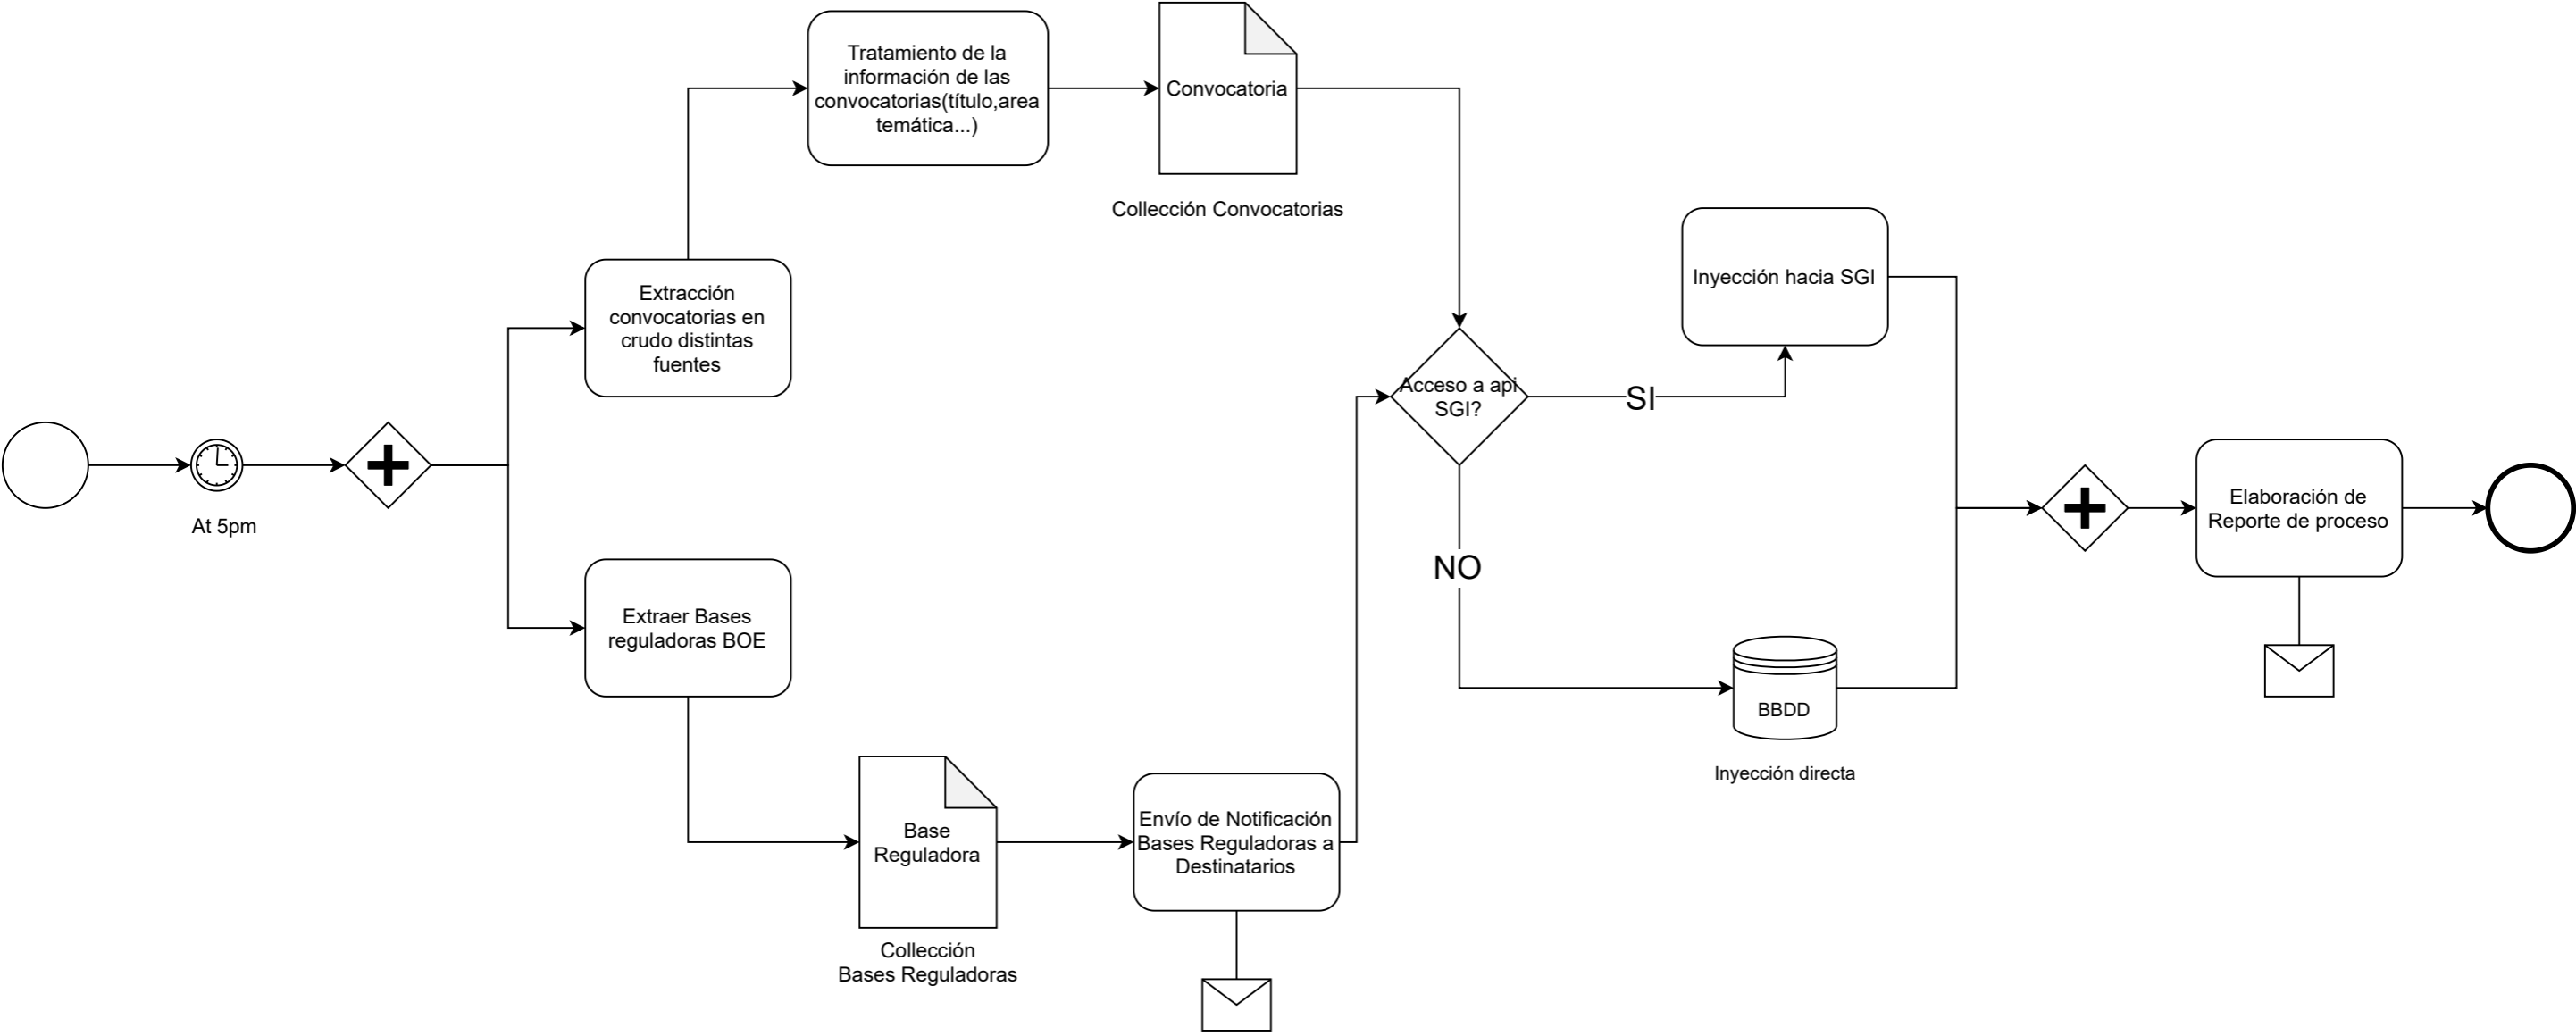 Tratamiento de la
información de las
convocatorias(título,area
temática...)
Convocatoria
Collección Convocatorias
Extracción
convocatorias en
crudo distintas
fuentes
Inyección hacia SGI
Acceso a api
SGI?
SI
At 5pm
Elaboración de
Reporte de proceso
NO
Extraer Bases
reguladoras BOE
BBDD
Inyección directa
Base
Reguladora
Envío de Notificación
Bases Reguladoras a
Destinatarios
Collección
Bases Reguladoras